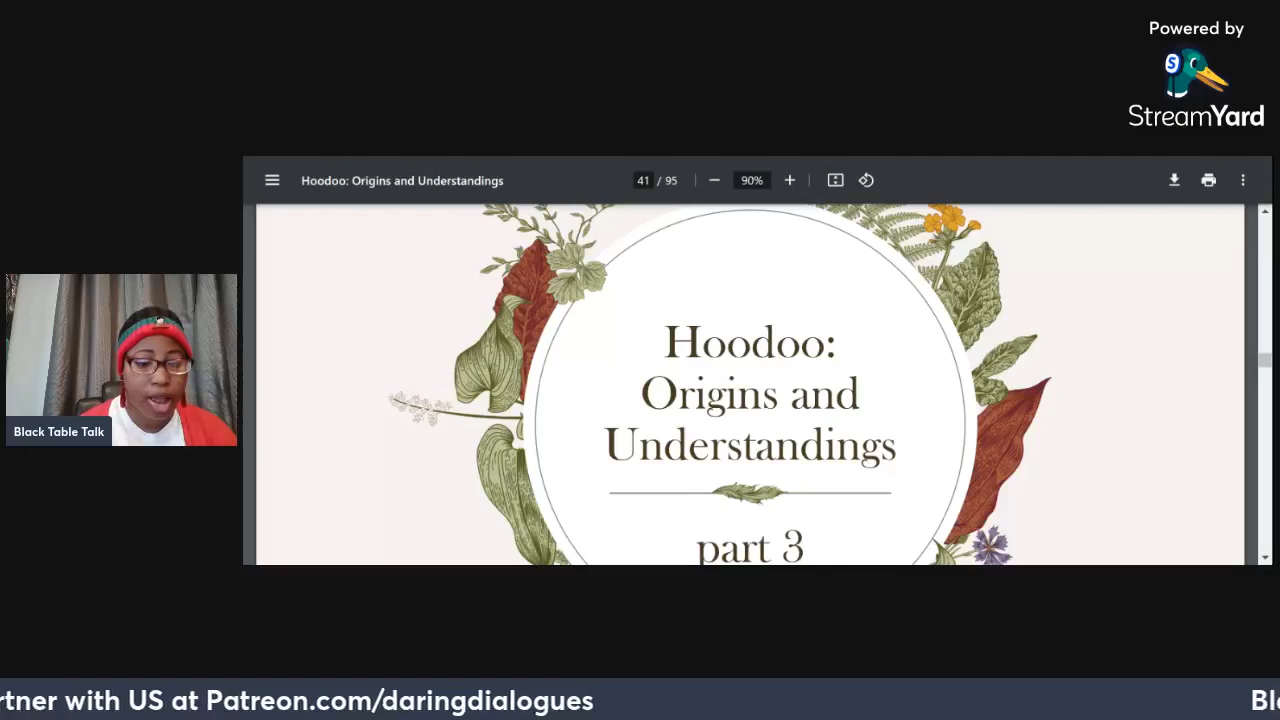 Powered by
S
StreamYard
Hoodoo: Origins and Understandings
41 / 95
90%
Hoodoo:
Origins and
Understandings
part 3
Black Table Talk
rtner with US at Patreon.com/daringdialogues
Bl